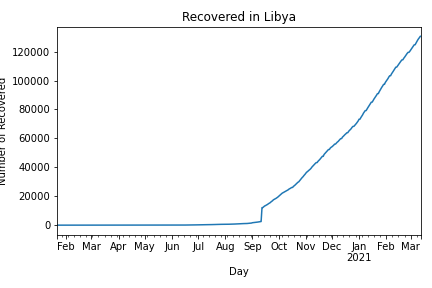 Recovered in Libya
Number of Recovered
120000
100000
80000
60000
40000
20000
0
Feb Mar Apr May Jun Jul Aug Sep Oct Nov Dec Jan Feb Mar
2021
Day